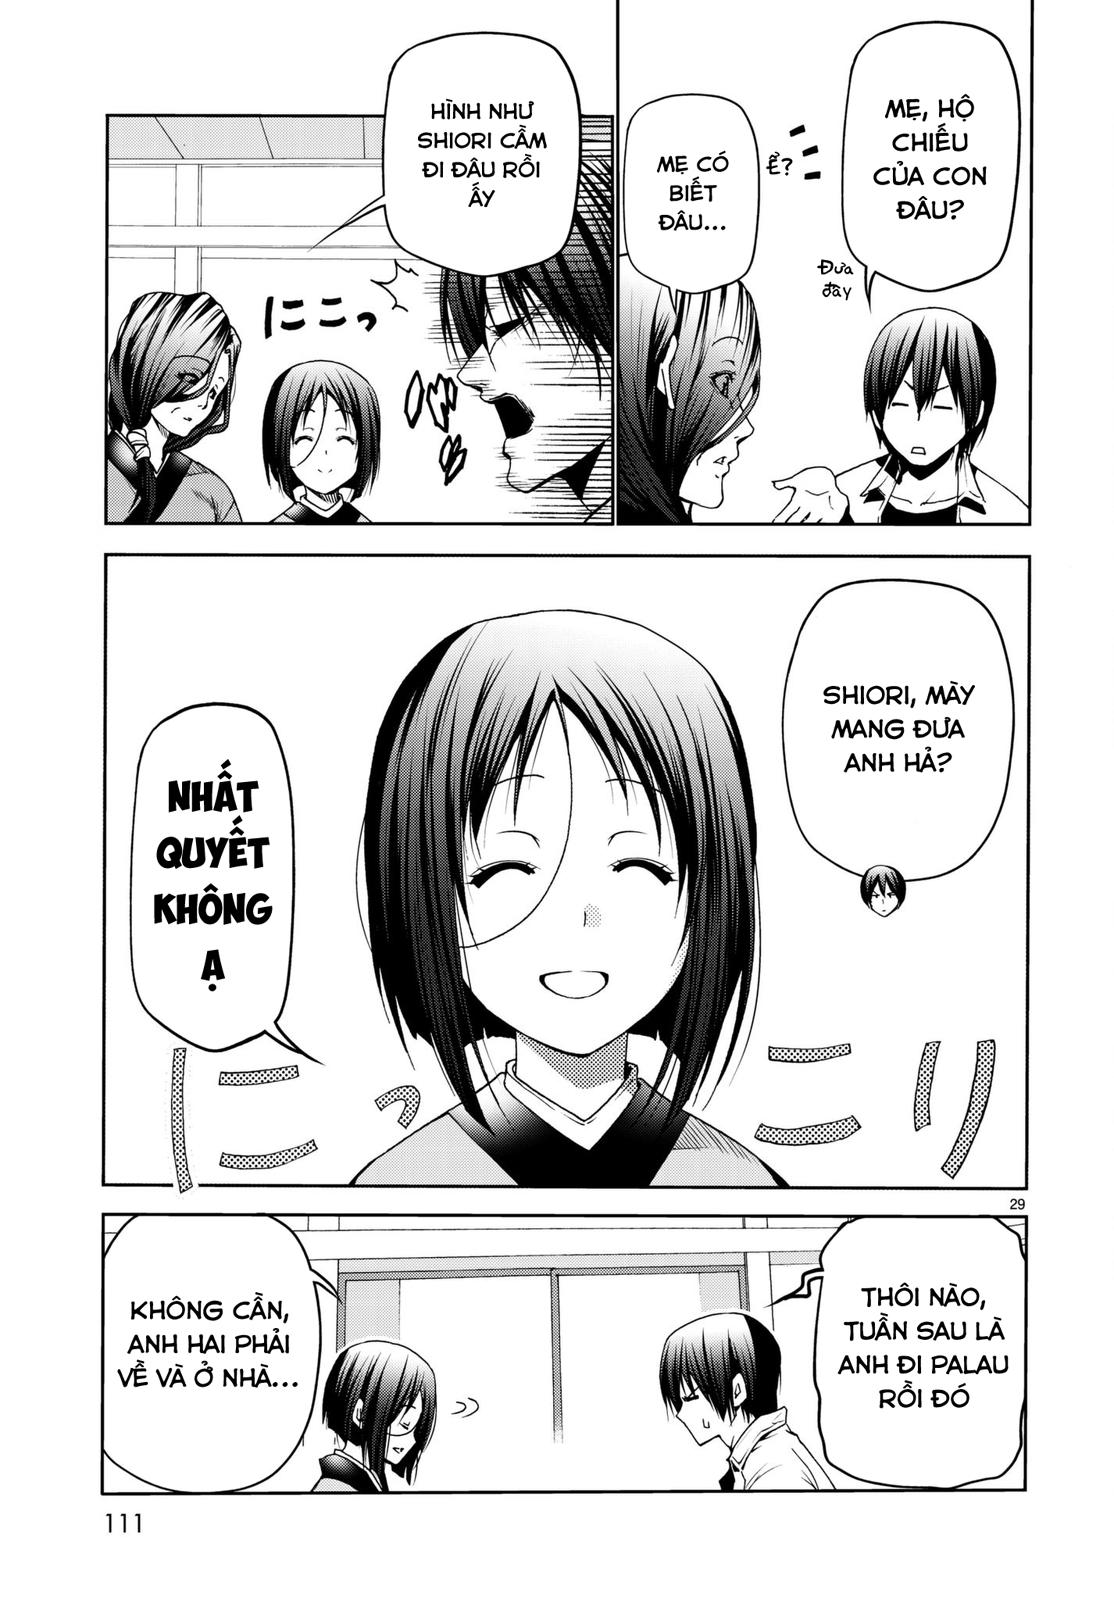 MẸ, HỘ
CHIẾU
CỦA CON
ĐÂU?
Đưa
đây
Ể?
MẸ CÓ
BIẾT
ĐÂU...
HÌNH NHƯ
SHIORI CẦM
ĐI ĐÂU RỒI
ẤY
にこっ
SHIORI, MÀY
MANG ĐƯA
ANH HẢ?
NHẤT
QUYẾT
KHÔNG
Ạ
にっこり
29
THÔI NÀO,
TUẦN SAU LÀ
ANH ĐI PALAU
RỒI ĐÓ
KHÔNG CẦN,
ANH HAI PHẢI
VỀ VÀ Ở NHÀ...
111